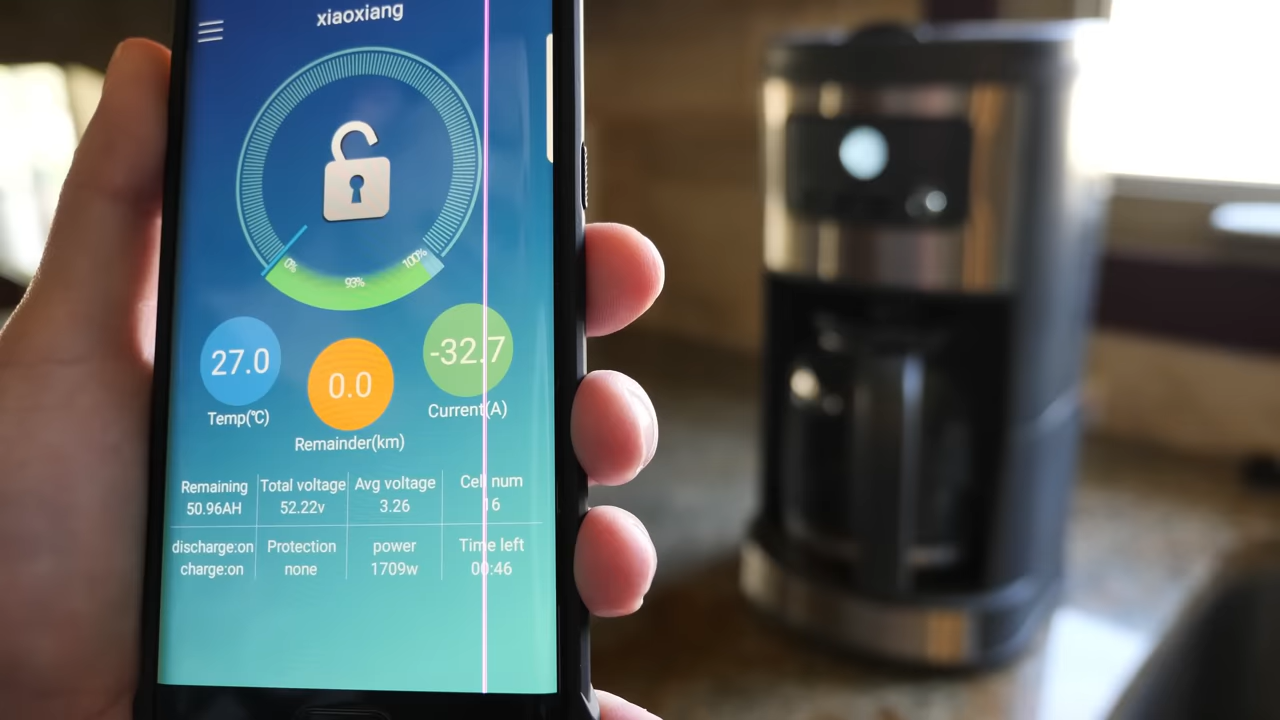 xiaoxiang
0% 93% 100%
27.0
Temp(℃)
0.0
Remainder(km)
-32.7
Current(A)
Remaining Total voltage Avg voltage Cell num
50.96AH 52.22v 3.26 16
discharge:on Protection power Time left
charge:on none 1709w 00:46